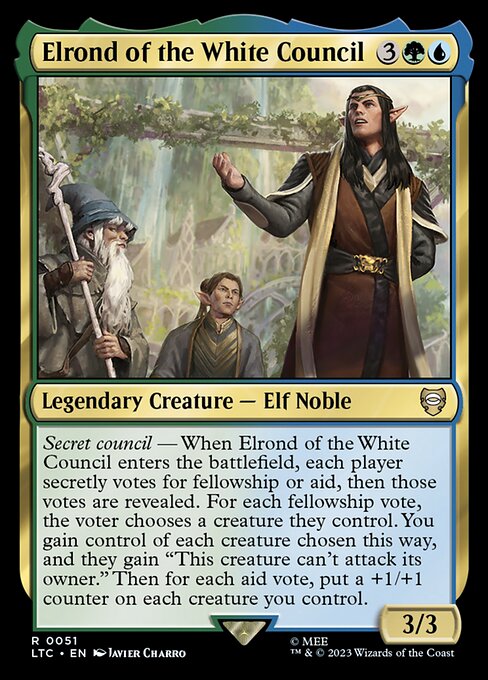 Elrond of the White Council 3
Legendary Creature — Elf Noble
Secret council — When Elrond of the White
Council enters the battlefield, each player
secretly votes for fellowship or aid, then those
votes are revealed. For each fellowship vote,
the voter chooses a creature they control. You
gain control of each creature chosen this way,
and they gain “This creature can’t attack its
owner.” Then for each aid vote, put a +1/+1
counter on each creature you control.
3/3
R 0051
LTC • EN Javier Charro
© MEE
™ & © 2023 Wizards of the Coast